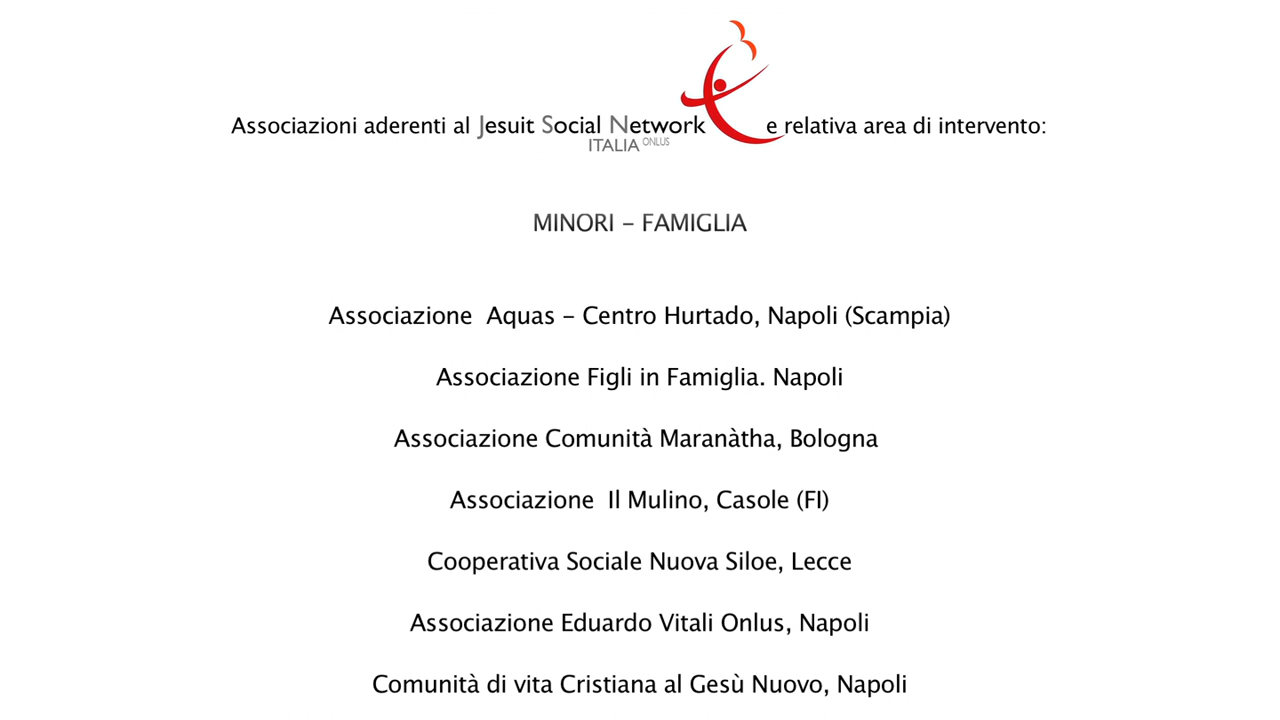 Associazioni aderenti al Jesuit Social Network e relativa area di intervento:
ITALIA ONLUS
MINORI - FAMIGLIA
Associazione  Aquas - Centro Hurtado, Napoli (Scampia)
Associazione Figli in Famiglia. Napoli
Associazione Comunità Maranàtha, Bologna
Associazione  Il Mulino, Casole (FI)
Cooperativa Sociale Nuova Siloe, Lecce
Associazione Eduardo Vitali Onlus, Napoli
Comunità di vita Cristiana al Gesù Nuovo, Napoli